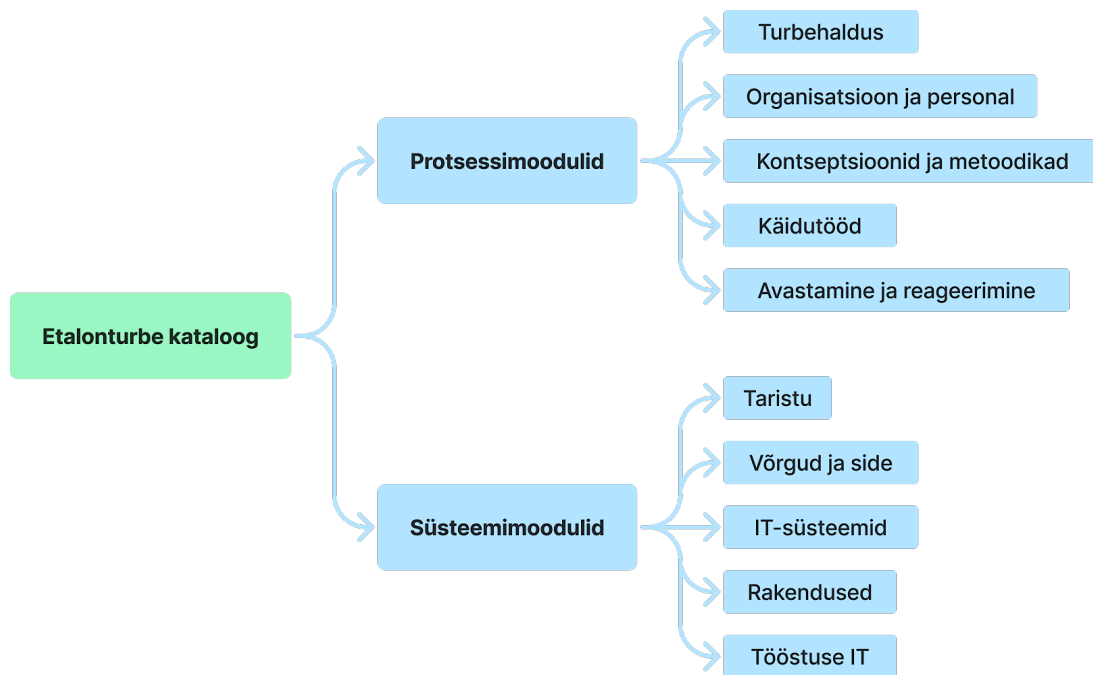 Etalonturbe kataloog
Protsessimoodulid
Turbehaldus
Organisatsioon ja personal
Kontseptsioonid ja metoodikad
Käidutööd
Avastamine ja reageerimine
Süsteemimoodulid
Taristu
Võrgud ja side
IT-süsteemid
Rakendused
Tööstuse IT